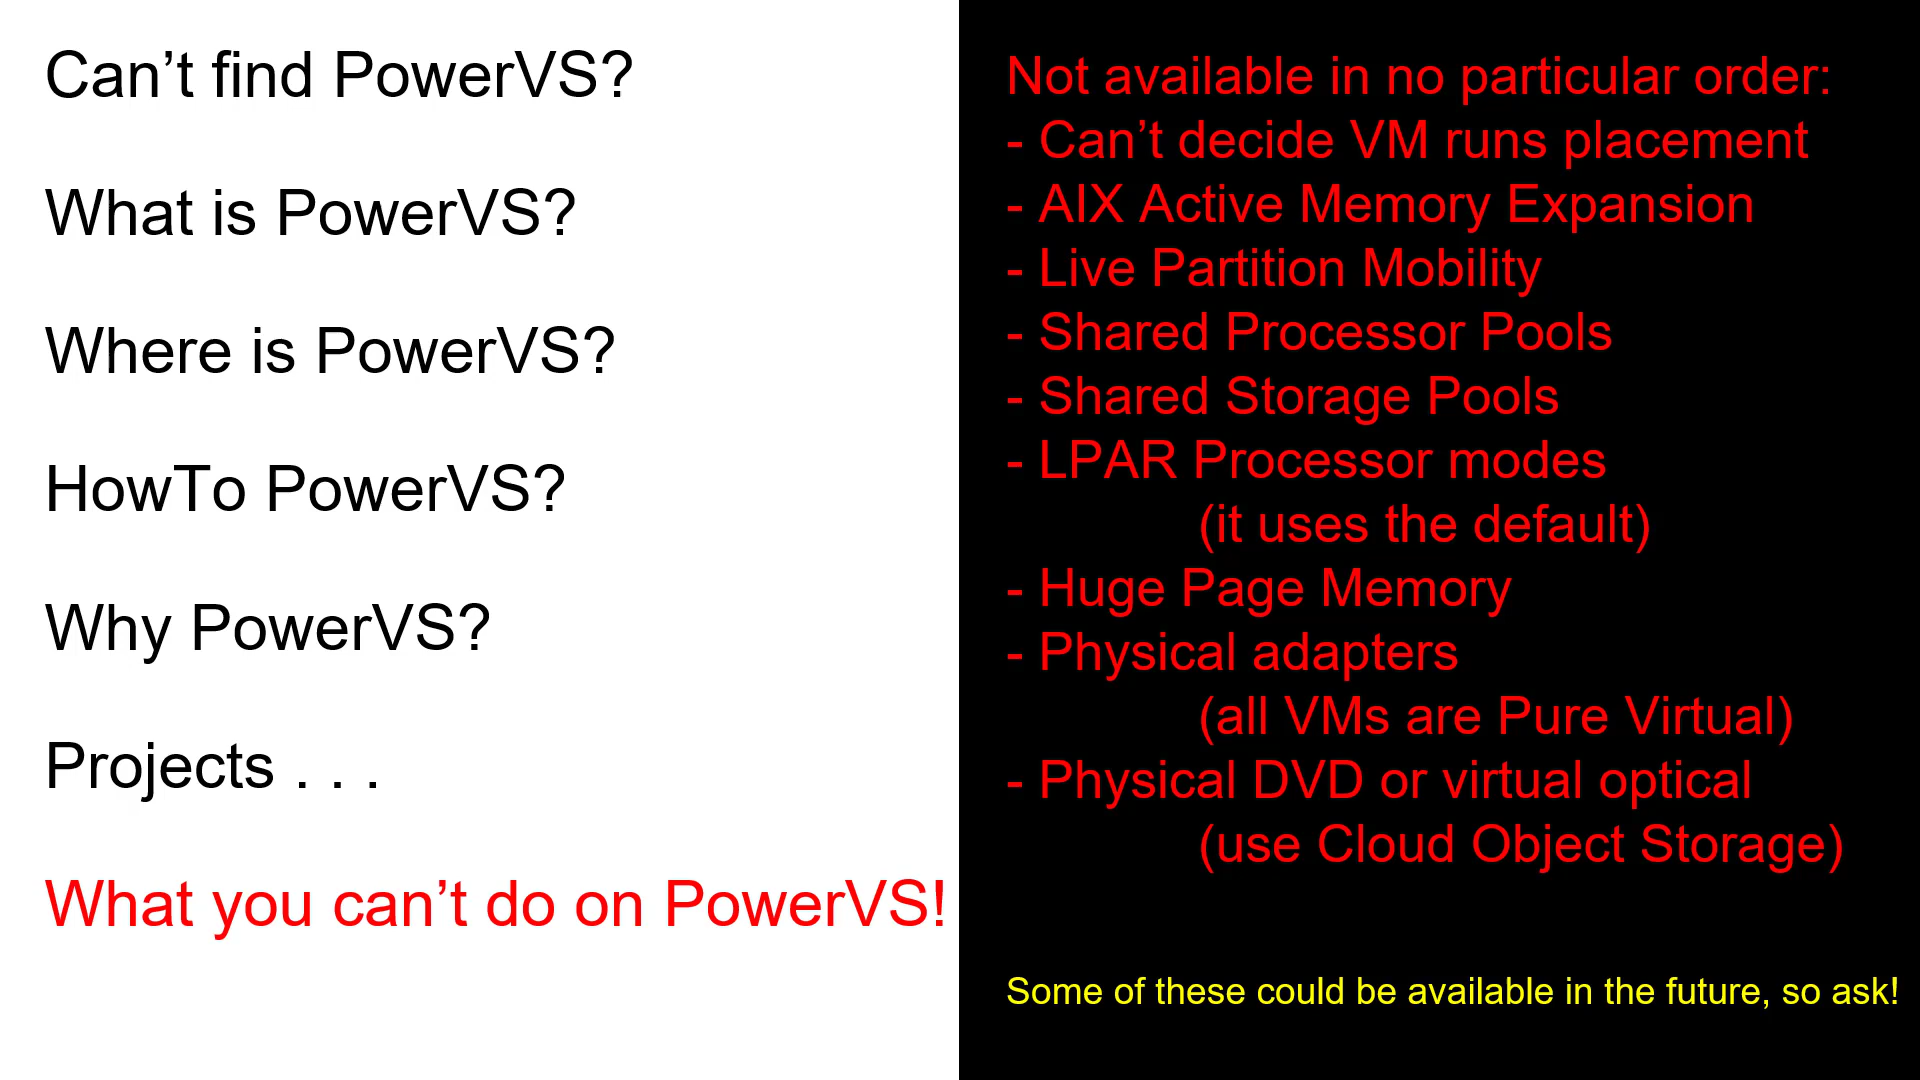 Can’t find PowerVS?
What is PowerVS?
Where is PowerVS?
HowTo PowerVS?
Why PowerVS?
Projects . . .
What you can’t do on PowerVS!
Not available in no particular order:
- Can’t decide VM runs placement
- AIX Active Memory Expansion
- Live Partition Mobility
- Shared Processor Pools
- Shared Storage Pools
- LPAR Processor modes
(it uses the default)
- Huge Page Memory
- Physical adapters
(all VMs are Pure Virtual)
- Physical DVD or virtual optical
(use Cloud Object Storage)
Some of these could be available in the future, so ask!